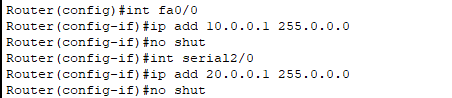 Router(config)#int fa0/0
Router(config-if)#ip add 10.0.0.1 255.0.0.0
Router(config-if)#no shut
Router(config-if)#int serial2/0
Router(config-if)#ip add 20.0.0.1 255.0.0.0
Router(config-if)#no shut